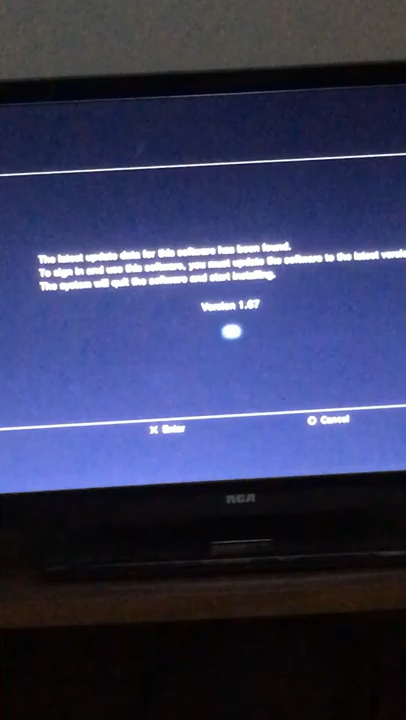 The latest update data for this software has been found.
To sign in and use this software, you must update the software to the latest
The system will quit the software and start installing.
Version 1.67
X Enter
O Cancel
RCA